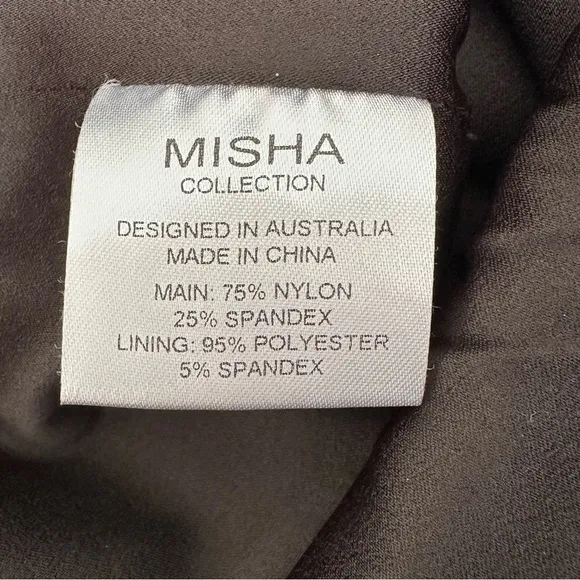 MISHA
COLLECTION
DESIGNED IN AUSTRALIA
MADE IN CHINA
MAIN: 75% NYLON
25% SPANDEX
LINING: 95% POLYESTER
5% SPANDEX